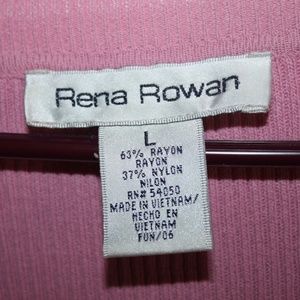 Rena Rowan
L
63% RAYON
RAYON
37% NYLON
NILON
RN# 54050
MADE IN VIETNAM/
HECHO EN
VIETNAM
FUN/06